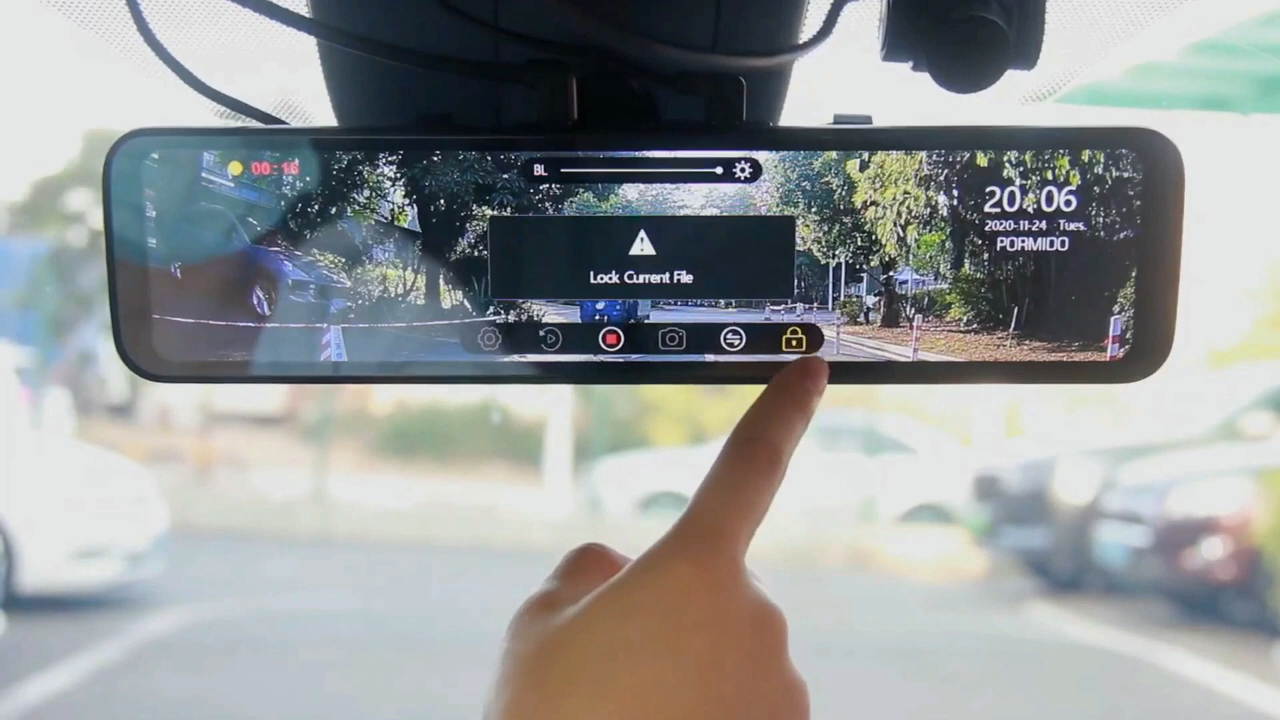 00:16
BL
20:06
2020-11-24 Tues.
PORMIDO
Lock Current File